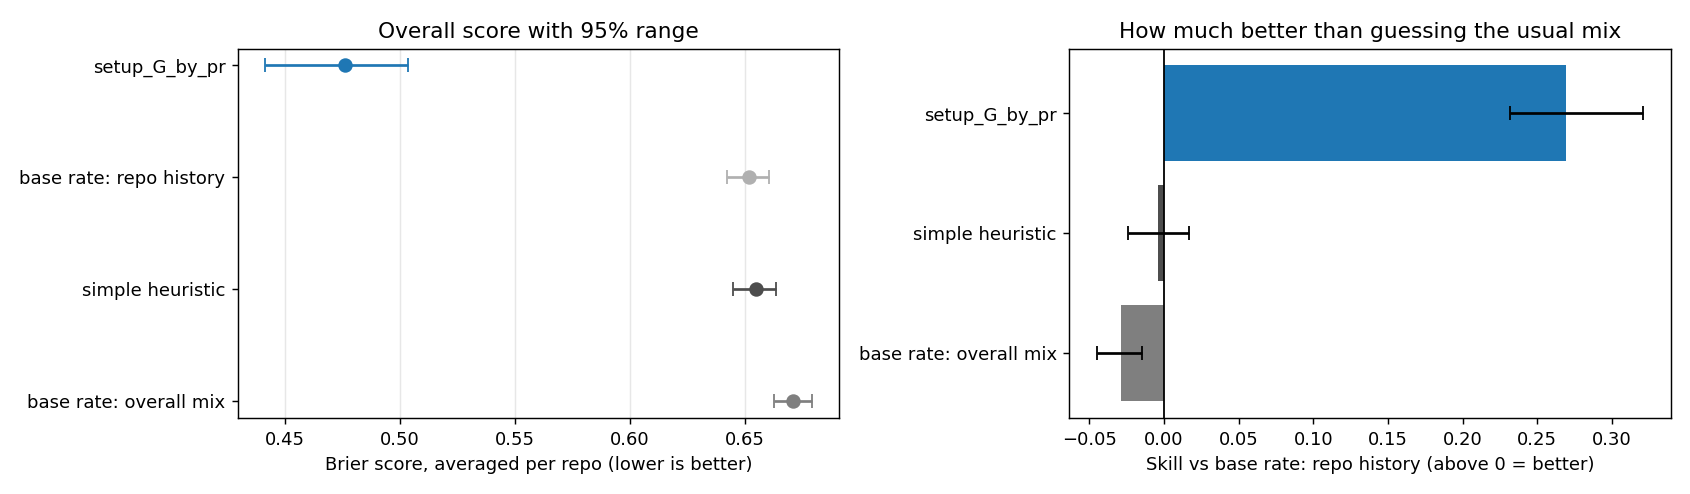 Overall score with 95% range
setup_G_by_pr
base rate: repo history
simple heuristic
base rate: overall mix
0.45 0.50 0.55 0.60 0.65
Brier score, averaged per repo (lower is better)
How much better than guessing the usual mix
setup_G_by_pr
simple heuristic
base rate: overall mix
−0.05 0.00 0.05 0.10 0.15 0.20 0.25 0.30
Skill vs base rate: repo history (above 0 = better)